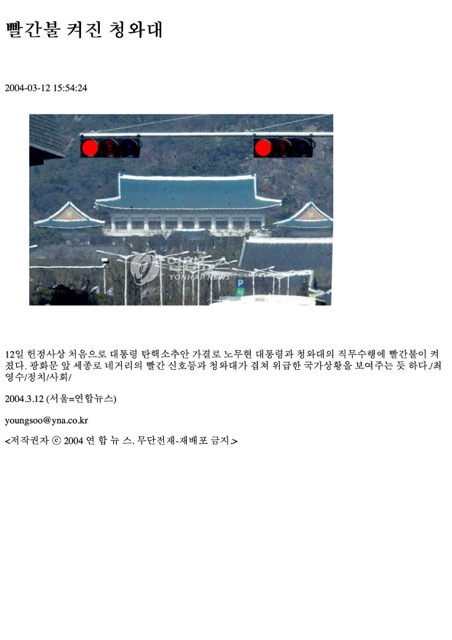 빨간불 켜진 청와대
2004-03-12 15:54:24
연합뉴스
YONHAP NEWS
P
12일 헌정사상 처음으로 대통령 탄핵소추안 가결로 노무현 대통령과 청와대의 직무수행에 빨간불이 켜
졌다. 광화문 앞 세종로 네거리의 빨간 신호등과 청와대가 겹쳐 위급한 국가상황을 보여주는 듯 하다./최
영수/정치/사회/
2004.3.12 (서울=연합뉴스)
youngsoo@yna.co.kr
<저작권자 ⓒ 2004 연 합 뉴 스. 무단전재-재배포 금지.>